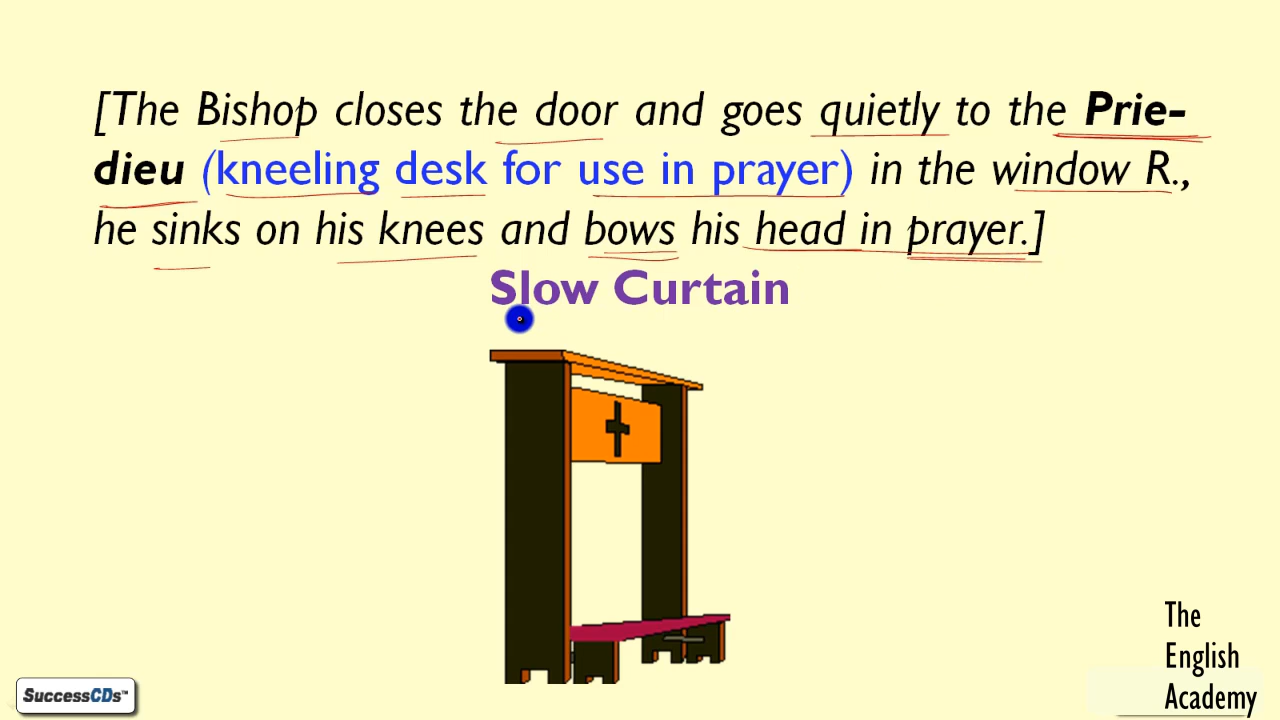 [The Bishop closes the door and goes quietly to the Prie-
dieu (kneeling desk for use in prayer) in the window R.,
he sinks on his knees and bows his head in prayer.]
Slow Curtain
The
English
Academy
SuccessCDs™